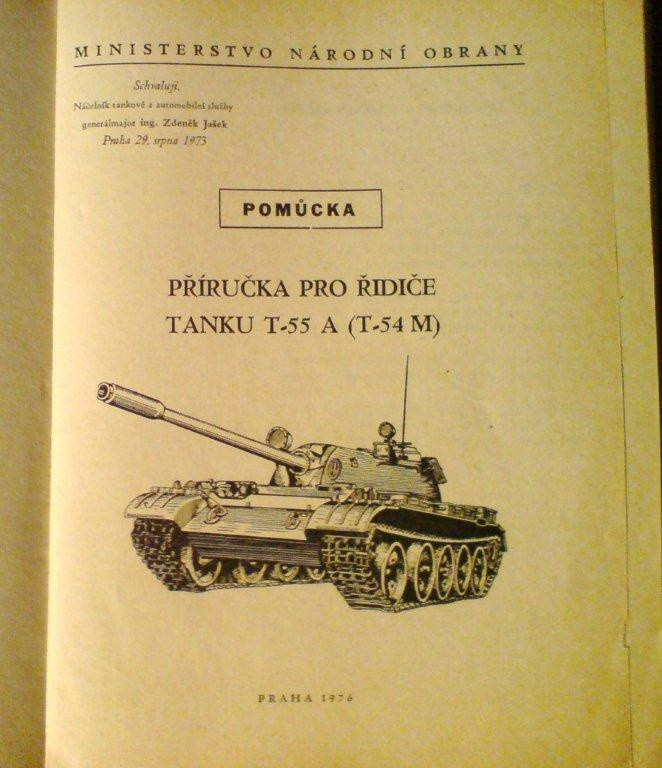 MINISTERSTVO NÁRODNÍ OBRANY
Schvaluji.
Náčelník tankové a automobilní služby
generálmajor ing. Zdeněk Jašek
Praha 29. srpna 1973
POMŮCKA
PŘÍRUČKA PRO ŘIDIČE
TANKU T-55 A (T-54 M)
PRAHA 1976